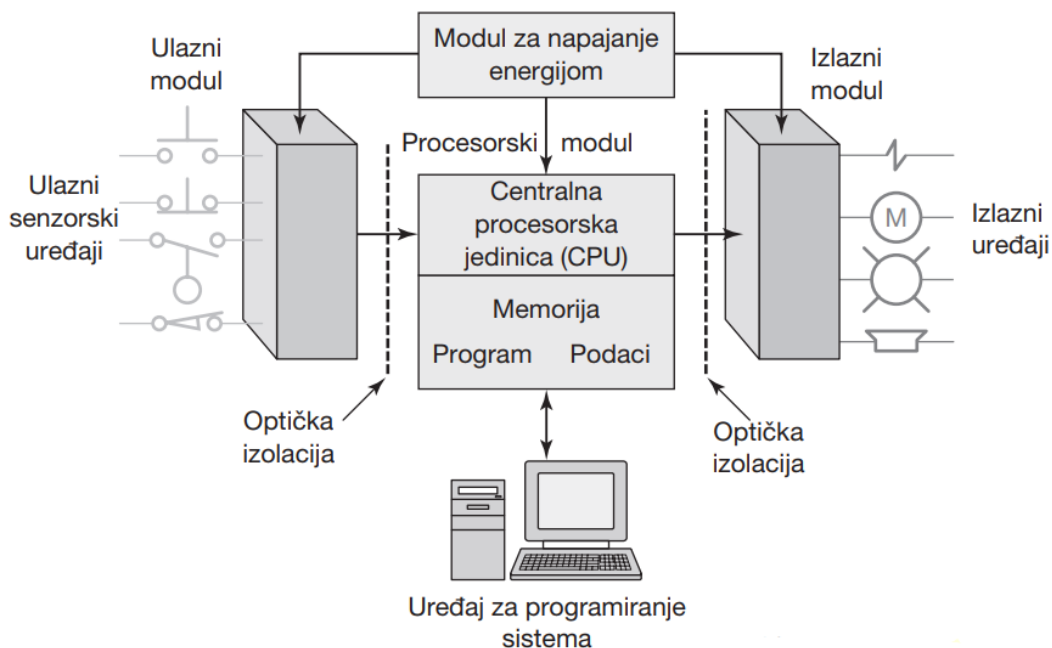 Modul za napajanje
energijom
Ulazni
modul
Izlazni
modul
Procesorski modul
Ulazni
senzorski
uređaji
Centralna
procesorska
jedinica (CPU)
M
Izlazni
uređaji
Memorija
Program Podaci
Optička
izolacija
Optička
izolacija
Uređaj za programiranje
sistema